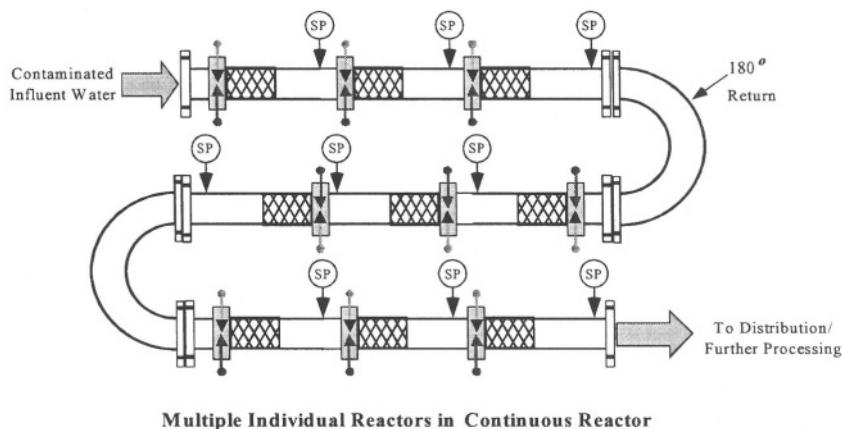 SP SP SP
Contaminated
Influent Water
180°
Return
SP SP SP
SP SP SP
To Distribution/
Further Processing
Multiple Individual Reactors in Continuous Reactor